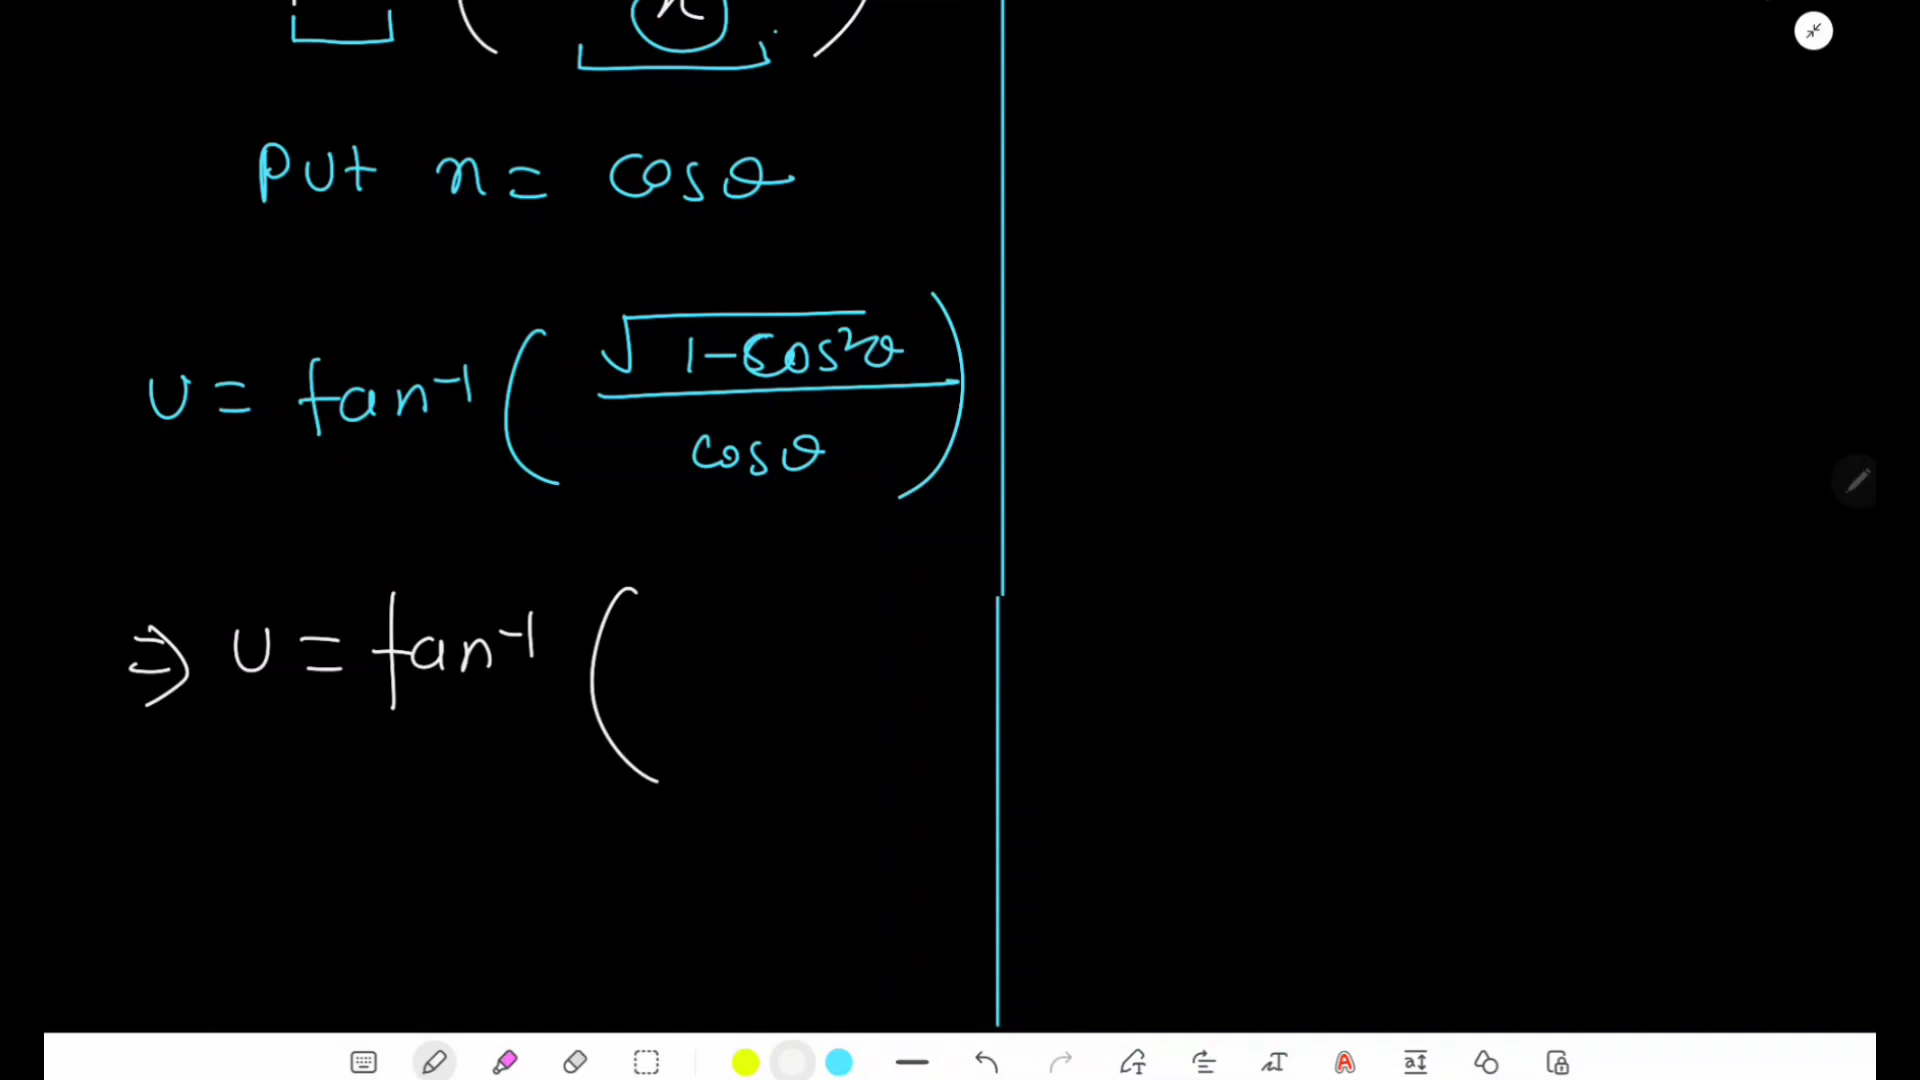 x
Put x = cosθ
U = tan⁻¹ ( √(1-cos²θ) / cosθ )
⇒ U = tan⁻¹ (